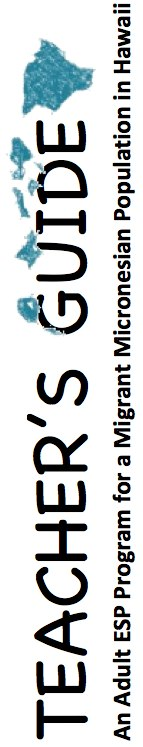 TEACHER'S GUIDE
An Adult ESP Program for a Migrant Micronesian Population in Hawaii